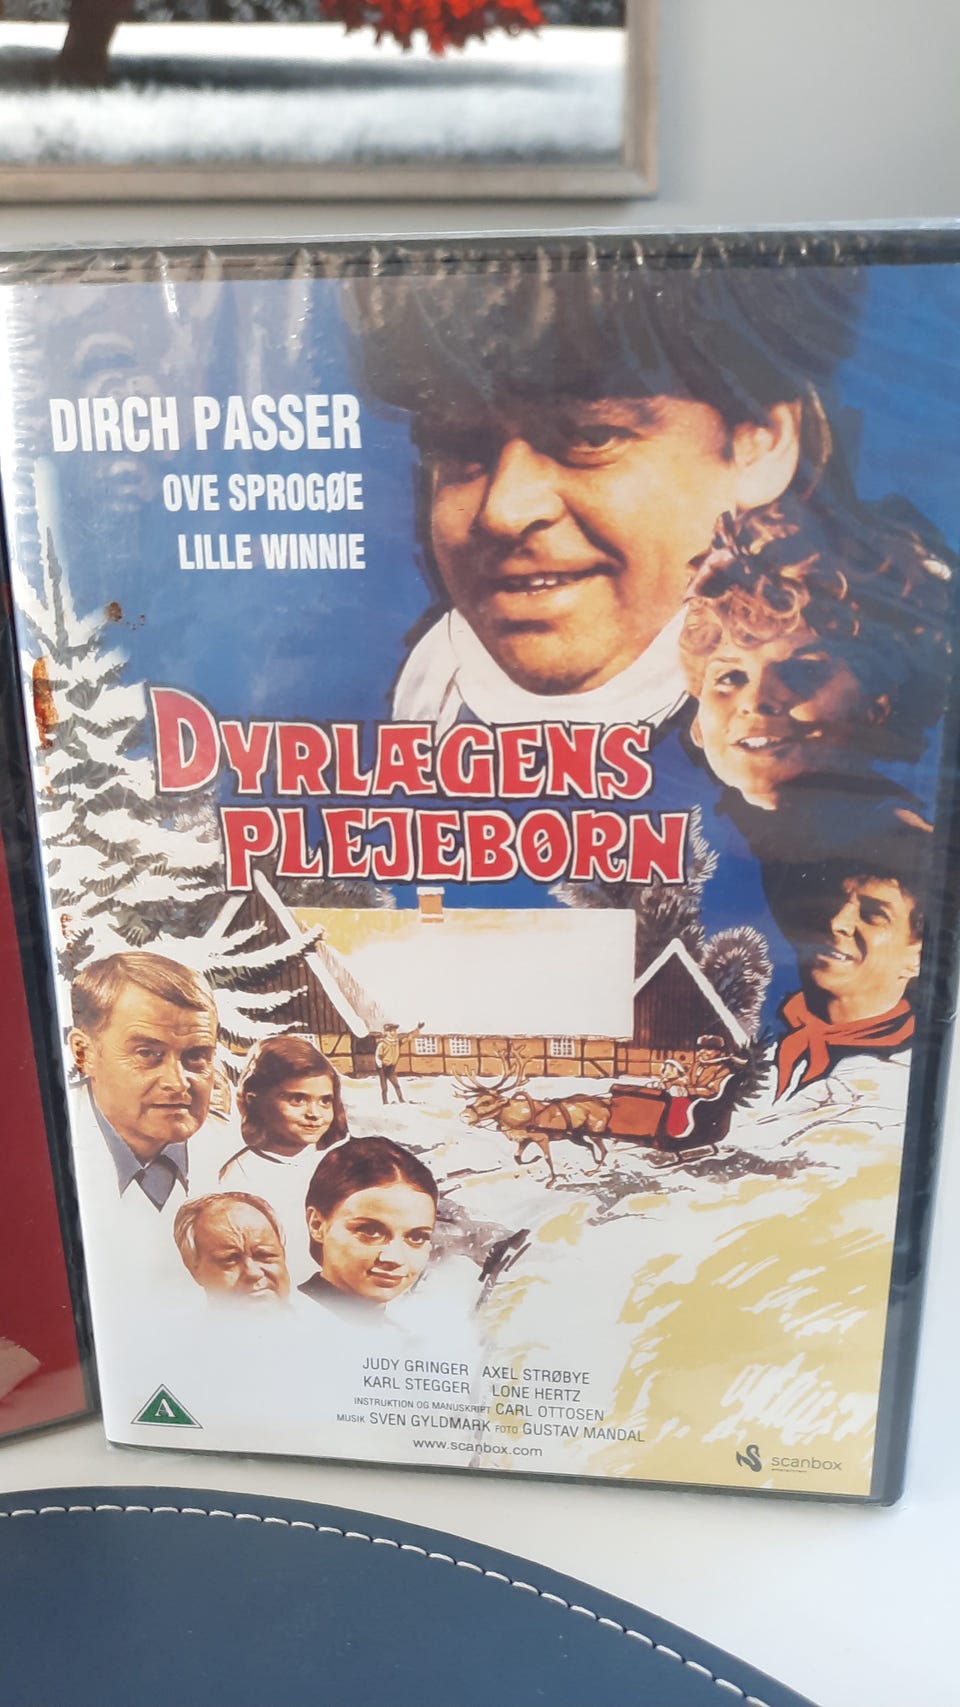 DIRCH PASSER
OVE SPROGØE
LILLE WINNIE
DYRLÆGENS
PLEJEBØRN
JUDY GRINGER AXEL STRØBYE
KARL STEGGER LONE HERTZ
INSTRUKTION OG MANUSKRIPT CARL OTTOSEN
MUSIK SVEN GYLDMARK FOTO GUSTAV MANDAL
www.scanbox.com
A
scanbox
entertainment